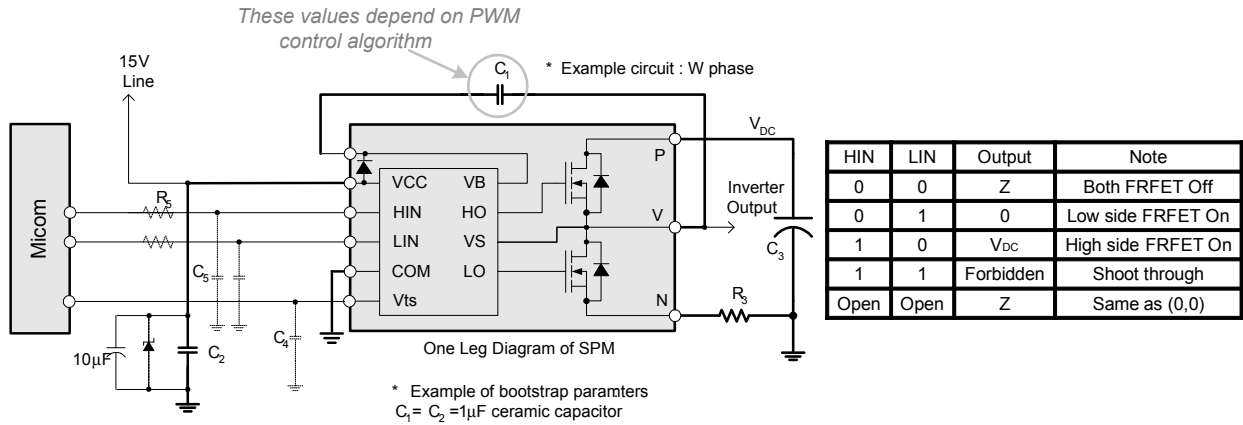 These values depend on PWM
control algorithm
15V
Line
C1
* Example circuit : W phase
Micom
R5
C5
10μF
C2
C4
VCC
HIN
LIN
COM
Vts
VB
HO
VS
LO
P
V
N
VDC
Inverter
Output
C3
R3
One Leg Diagram of SPM
* Example of bootstrap paramters
C1= C2 =1μF ceramic capacitor
HIN LIN Output Note
0 0 Z Both FRFET Off
0 1 0 Low side FRFET On
1 0 VDC High side FRFET On
1 1 Forbidden Shoot through
Open Open Z Same as (0,0)